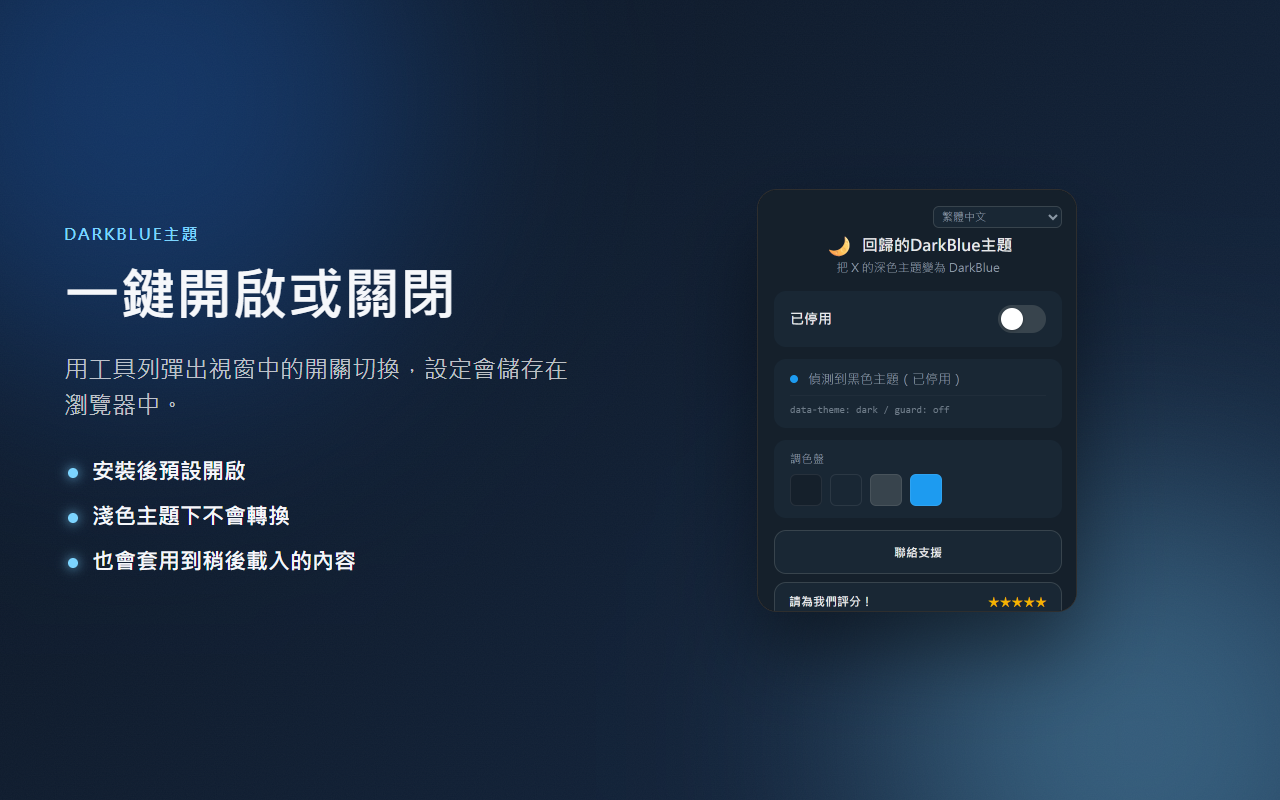 DARKBLUE主題
一鍵開啟或關閉
用工具列彈出視窗中的開關切換，設定會儲存在
瀏覽器中。
安裝後預設開啟
淺色主題下不會轉換
也會套用到稍後載入的內容
繁體中文
🌙 回歸的DarkBlue主題
把 X 的深色主題變為 DarkBlue
已停用
偵測到黑色主題（已停用）
data-theme: dark / guard: off
調色盤
聯絡支援
請為我們評分！ ★★★★★